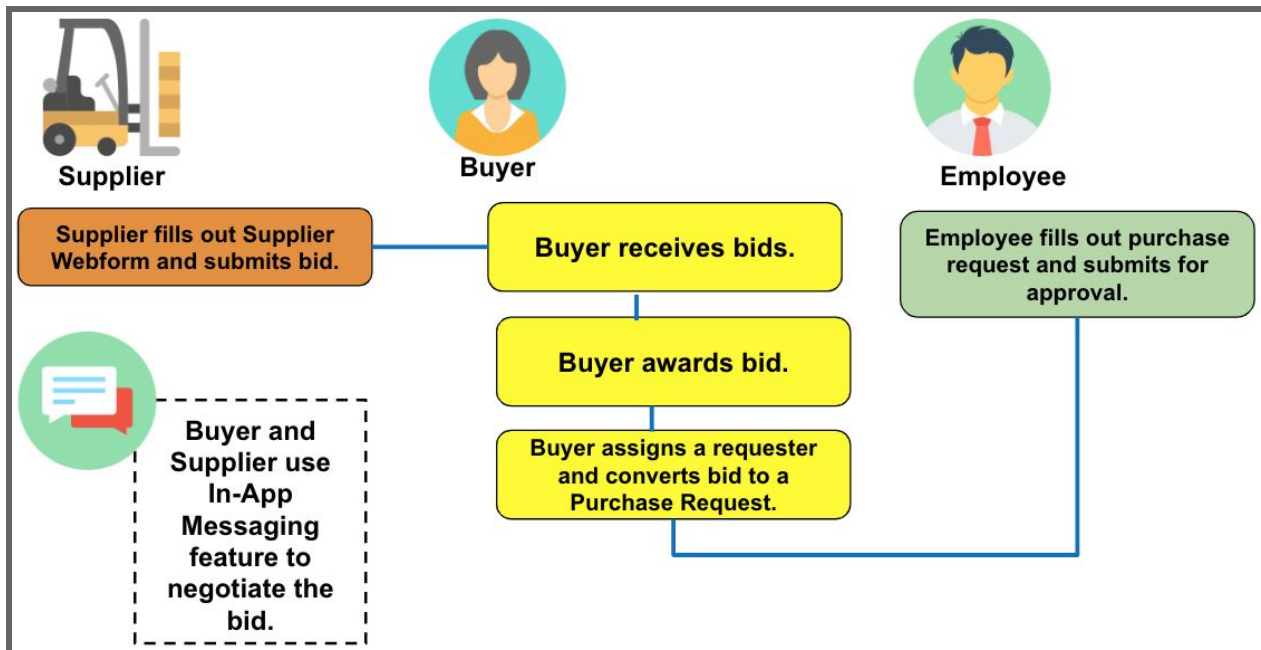 Supplier
Buyer
Employee
Supplier fills out Supplier
Webform and submits bid.
Buyer receives bids.
Employee fills out purchase
request and submits for
approval.
Buyer awards bid.
Buyer and
Supplier use
In-App
Messaging
feature to
negotiate the
bid.
Buyer assigns a requester
and converts bid to a
Purchase Request.